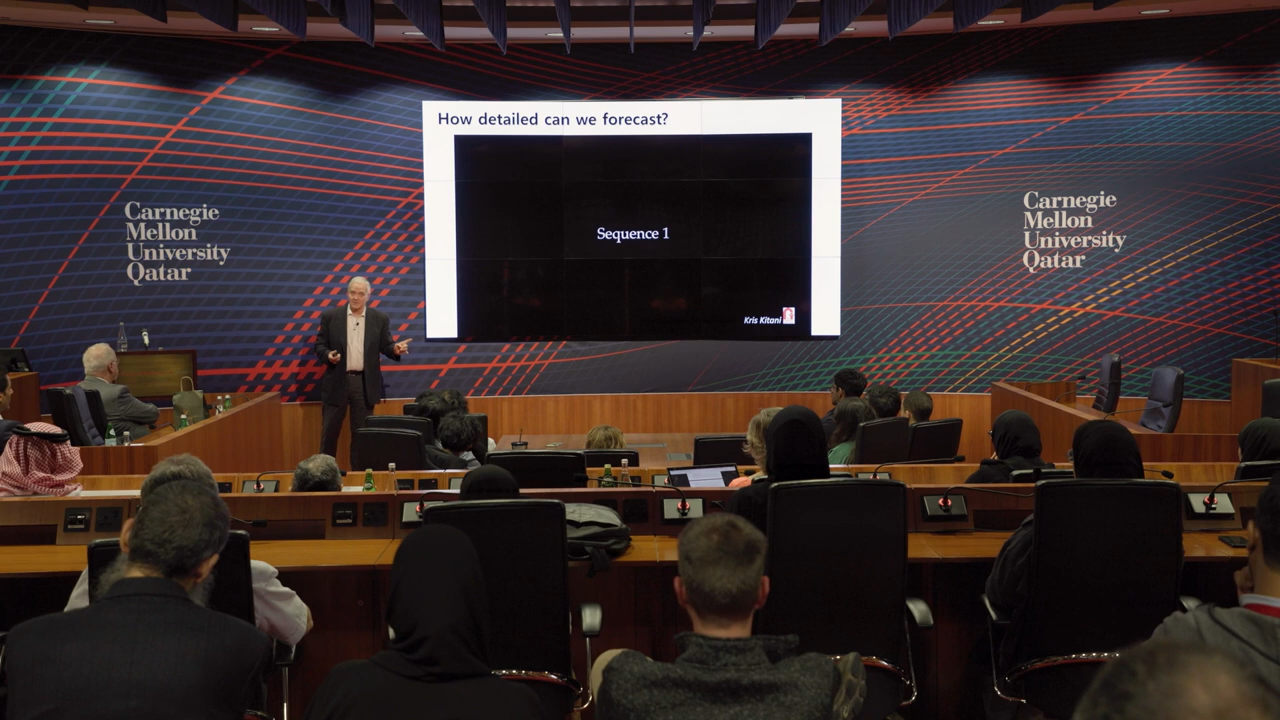 How detailed can we forecast?
Sequence 1
Kris Kitani
Carnegie
Mellon
University
Qatar
Carnegie
Mellon
University
Qatar